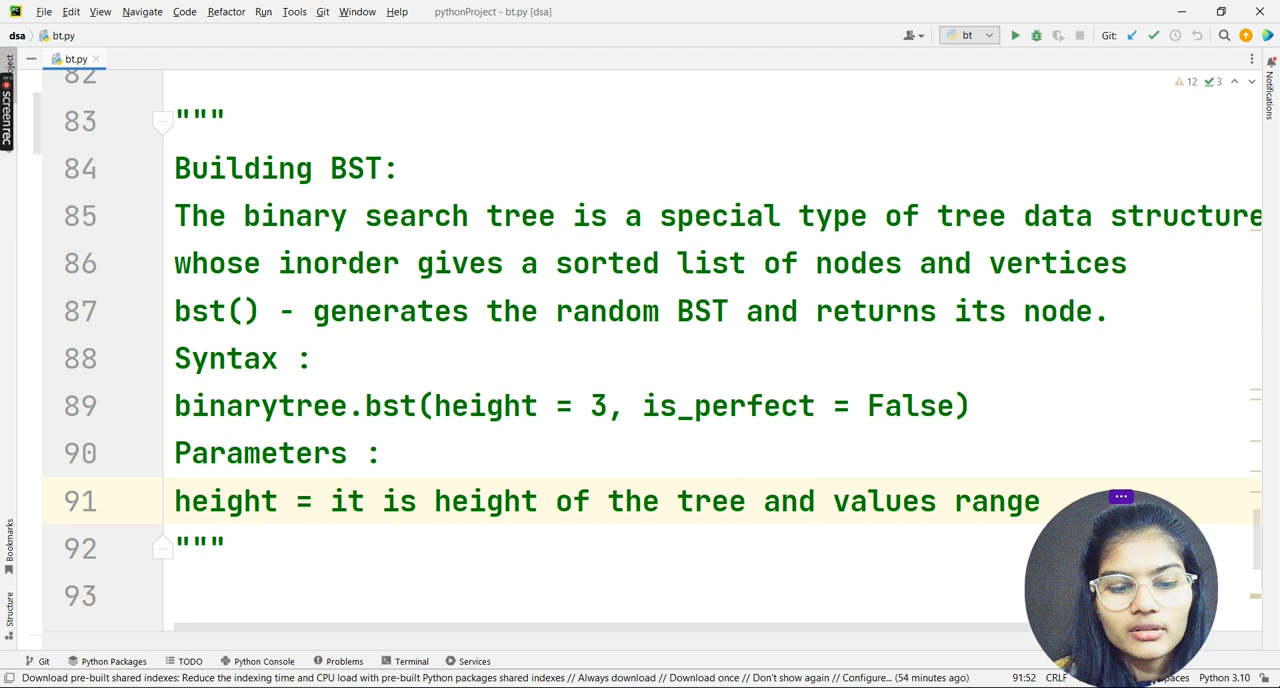 File Edit View Navigate Code Refactor Run Tools Git Window Help pythonProject - bt.py [dsa]
dsa bt.py bt Git:
bt.py
12 3
82
83 """
84 Building BST:
85 The binary search tree is a special type of tree data structure
86 whose inorder gives a sorted list of nodes and vertices
87 bst() - generates the random BST and returns its node.
88 Syntax :
89 binarytree.bst(height = 3, is_perfect = False)
90 Parameters :
91 height = it is height of the tree and values range
92 """
93
screenrec
Bookmarks
Structure
Notifications
Git Python Packages TODO Python Console Problems Terminal Services
Download pre-built shared indexes: Reduce the indexing time and CPU load with pre-built Python packages shared indexes // Always download // Download once // Don't show again // Configure... (54 minutes ago) 91:52 CRLF Python 3.10